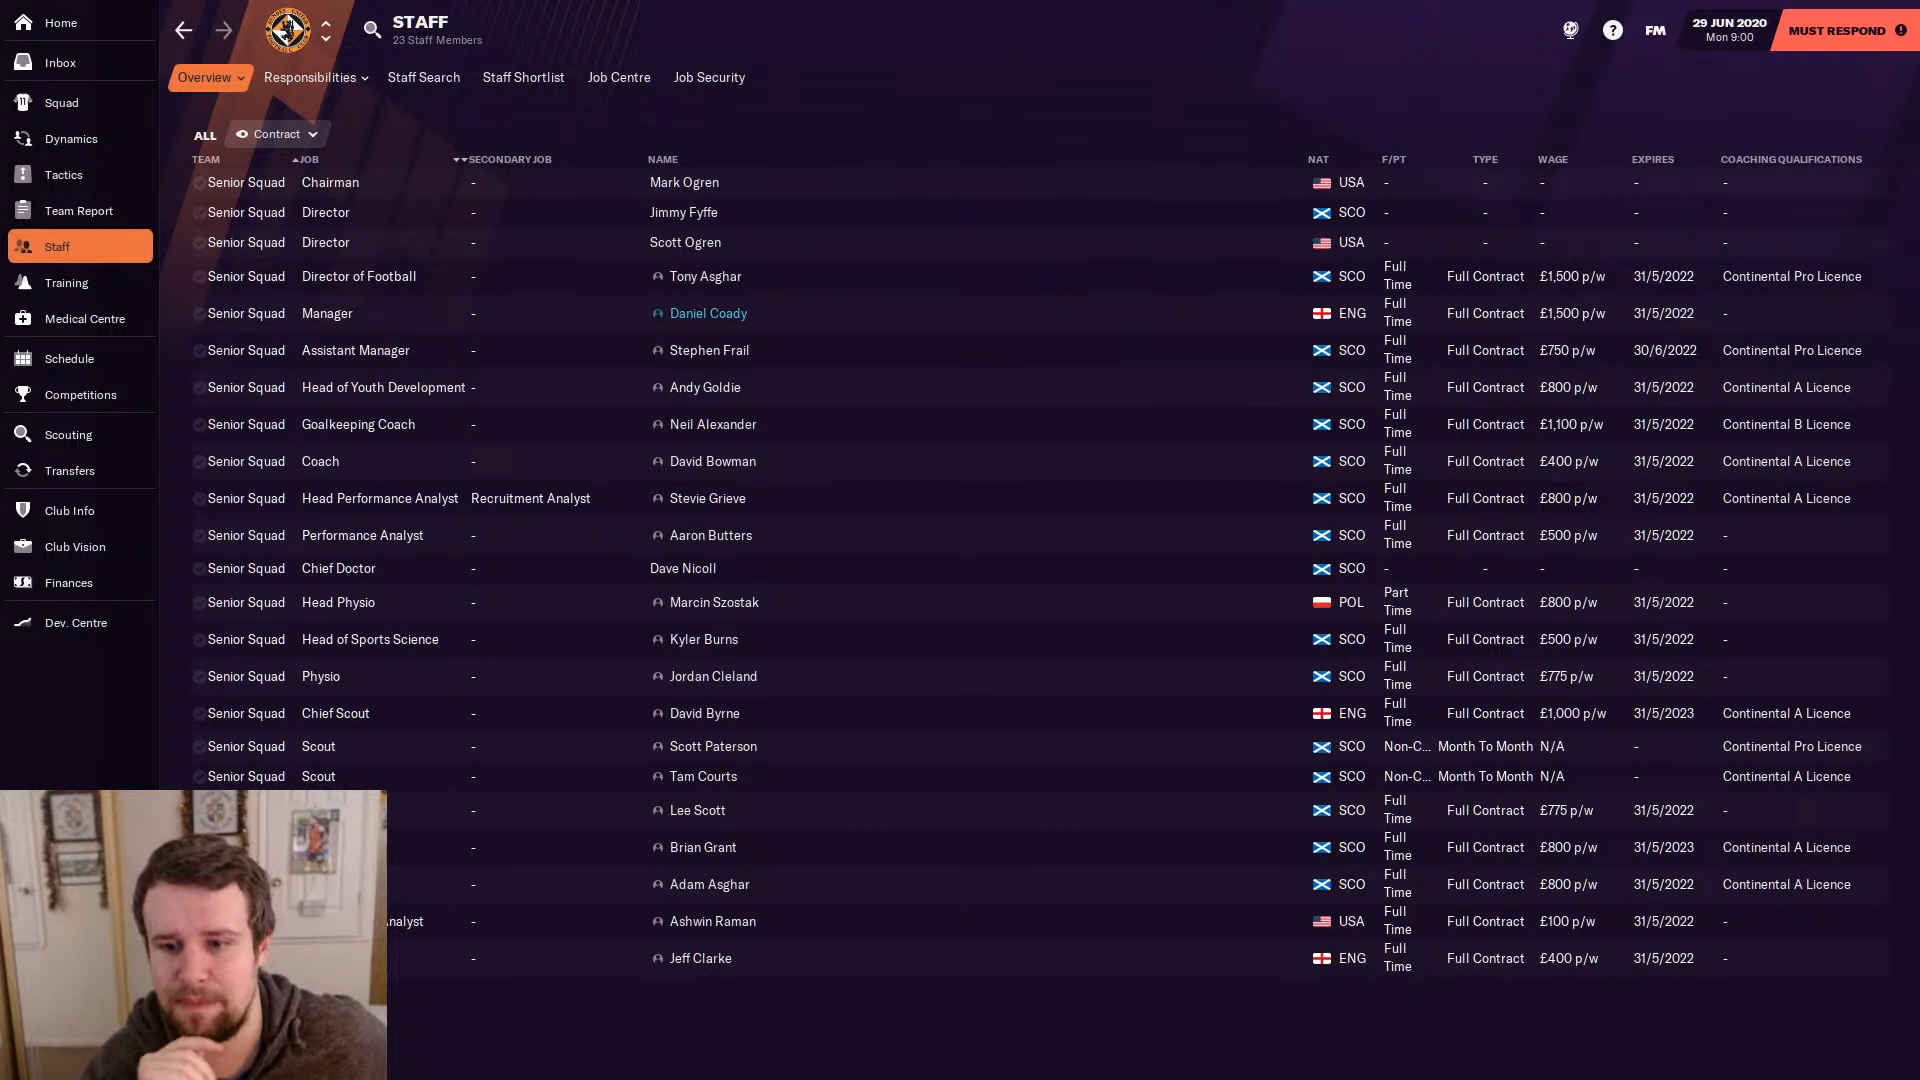 Home
Inbox
Squad
Dynamics
Tactics
Team Report
Staff
Training
Medical Centre
Schedule
Competitions
Scouting
Transfers
Club Info
Club Vision
Finances
Dev. Centre
STAFF
23 Staff Members
FM
29 JUN 2020
Mon 9:00
MUST RESPOND
Overview Responsibilities Staff Search Staff Shortlist Job Centre Job Security
ALL Contract
TEAM JOB SECONDARY JOB NAME NAT F/PT TYPE WAGE EXPIRES COACHING QUALIFICATIONS
Senior Squad Chairman - Mark Ogren USA - - - - -
Senior Squad Director - Jimmy Fyffe SCO - - - - -
Senior Squad Director - Scott Ogren USA - - - - -
Senior Squad Director of Football - Tony Asghar SCO Full Time Full Contract £1,500 p/w 31/5/2022 Continental Pro Licence
Senior Squad Manager - Daniel Coady ENG Full Time Full Contract £1,500 p/w 31/5/2022 -
Senior Squad Assistant Manager - Stephen Frail SCO Full Time Full Contract £750 p/w 30/6/2022 Continental Pro Licence
Senior Squad Head of Youth Development - Andy Goldie SCO Full Time Full Contract £800 p/w 31/5/2022 Continental A Licence
Senior Squad Goalkeeping Coach - Neil Alexander SCO Full Time Full Contract £1,100 p/w 31/5/2022 Continental B Licence
Senior Squad Coach - David Bowman SCO Full Time Full Contract £400 p/w 31/5/2022 Continental A Licence
Senior Squad Head Performance Analyst Recruitment Analyst Stevie Grieve SCO Full Time Full Contract £800 p/w 31/5/2022 Continental A Licence
Senior Squad Performance Analyst - Aaron Butters SCO Full Time Full Contract £500 p/w 31/5/2022 -
Senior Squad Chief Doctor - Dave Nicoll SCO - - - - -
Senior Squad Head Physio - Marcin Szostak POL Part Time Full Contract £800 p/w 31/5/2022 -
Senior Squad Head of Sports Science - Kyler Burns SCO Full Time Full Contract £500 p/w 31/5/2022 -
Senior Squad Physio - Jordan Cleland SCO Full Time Full Contract £775 p/w 31/5/2022 -
Senior Squad Chief Scout - David Byrne ENG Full Time Full Contract £1,000 p/w 31/5/2023 Continental A Licence
Senior Squad Scout - Scott Paterson SCO Non-C... Month To Month N/A - Continental Pro Licence
Senior Squad Scout - Tam Courts SCO Non-C... Month To Month N/A - Continental A Licence
- Lee Scott SCO Full Time Full Contract £775 p/w 31/5/2022 -
- Brian Grant SCO Full Time Full Contract £800 p/w 31/5/2023 Continental A Licence
- Adam Asghar SCO Full Time Full Contract £800 p/w 31/5/2022 Continental A Licence
nalyst - Ashwin Raman USA Full Time Full Contract £100 p/w 31/5/2022 -
- Jeff Clarke ENG Full Time Full Contract £400 p/w 31/5/2022 -